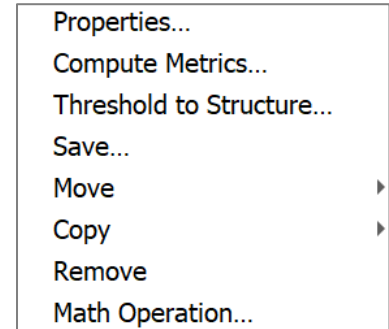 Properties...
Compute Metrics...
Threshold to Structure...
Save...
Move
Copy
Remove
Math Operation...